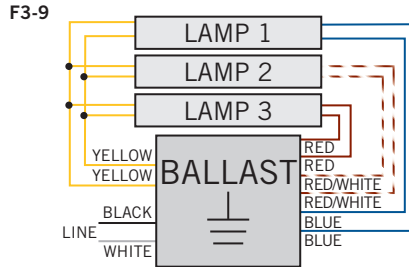 F3-9
LAMP 1
LAMP 2
LAMP 3
YELLOW
YELLOW
BALLAST
BLACK
LINE
WHITE
RED
RED
RED/WHITE
RED/WHITE
BLUE
BLUE